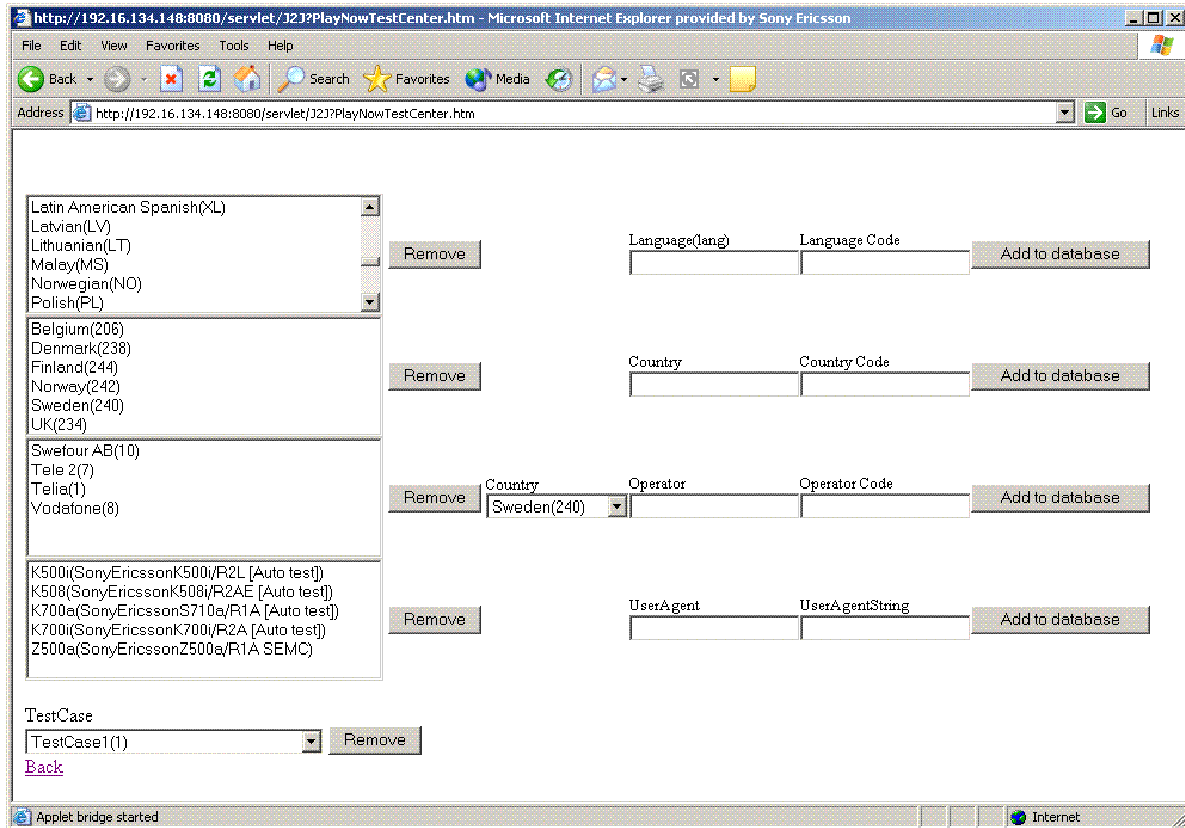 http://192.16.134.148:8080/servlet/J2J?PlayNowTestCenter.htm - Microsoft Internet Explorer provided by Sony Ericsson
File Edit View Favorites Tools Help
Back Search Favorites Media
Address http://192.16.134.148:8080/servlet/J2J?PlayNowTestCenter.htm Go Links
Latin American Spanish(XL)
Latvian(LV)
Lithuanian(LT)
Malay(MS)
Norwegian(NO)
Polish(PL)
Remove
Language(lang) Language Code
Add to database
Belgium(206)
Denmark(238)
Finland(244)
Norway(242)
Sweden(240)
UK(234)
Remove
Country Country Code
Add to database
Swefour AB(10)
Tele 2(7)
Telia(1)
Vodafone(8)
Remove
Country Operator Operator Code
Sweden(240)
Add to database
K500i(SonyEricssonK500i/R2L [Auto test])
K508(SonyEricssonK508i/R2AE [Auto test])
K700a(SonyEricssonS710a/R1A [Auto test])
K700i(SonyEricssonK700i/R2A [Auto test])
Z500a(SonyEricssonZ500a/R1A SEMC)
Remove
UserAgent UserAgentString
Add to database
TestCase
TestCase1(1) Remove
Back
Applet bridge started Internet